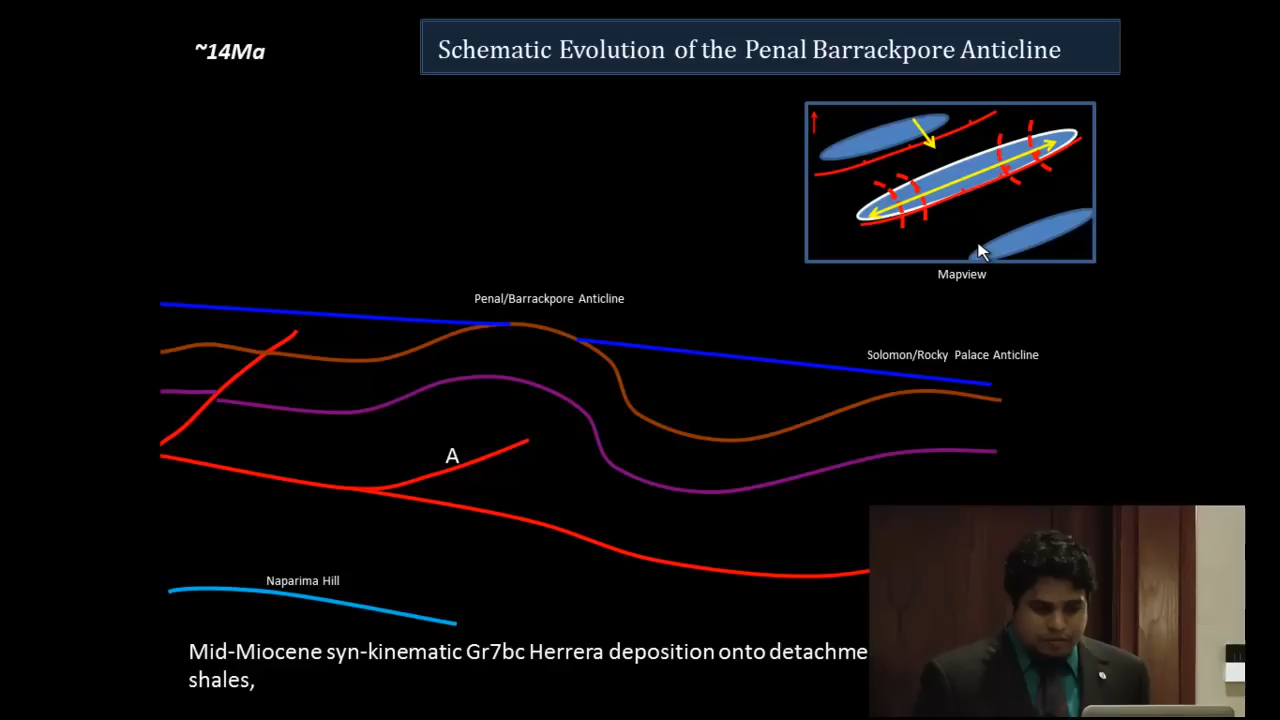 ~14Ma
Schematic Evolution of the Penal Barrackpore Anticline
Mapview
Penal/Barrackpore Anticline
Solomon/Rocky Palace Anticline
A
Naparima Hill
Mid-Miocene syn-kinematic Gr7bc Herrera deposition onto detachme
shales,